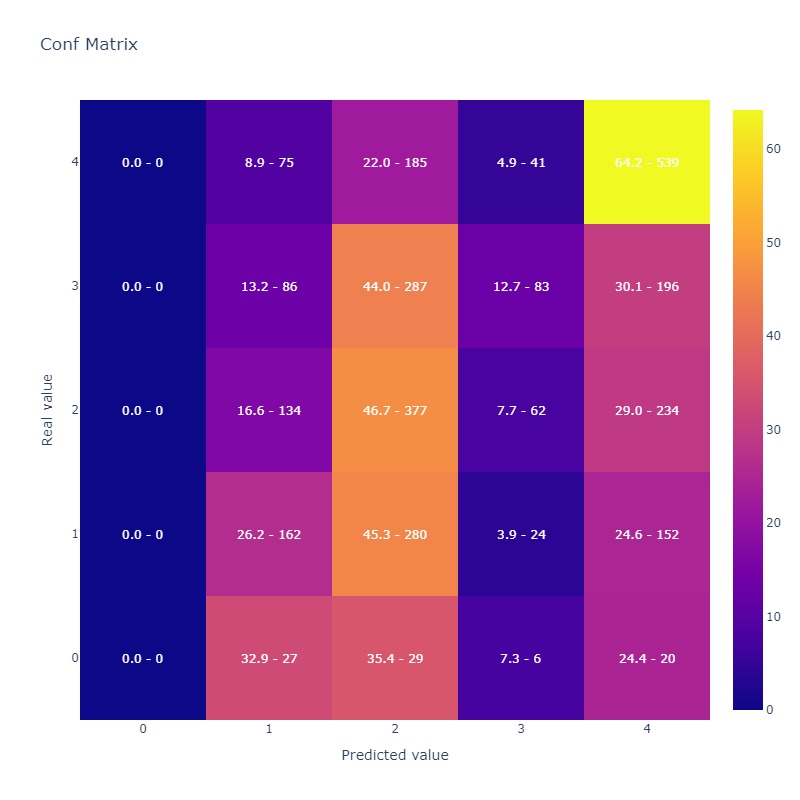 Conf Matrix
4
0.0 - 0
8.9 - 75
22.0 - 185
4.9 - 41
64.2 - 539
60
50
3
0.0 - 0
13.2 - 86
44.0 - 287
12.7 - 83
30.1 - 196
40
Real value
2
0.0 - 0
16.6 - 134
46.7 - 377
7.7 - 62
29.0 - 234
30
20
1
0.0 - 0
26.2 - 162
45.3 - 280
3.9 - 24
24.6 - 152
10
0
0.0 - 0
32.9 - 27
35.4 - 29
7.3 - 6
24.4 - 20
0
0
1
2
3
4
Predicted value